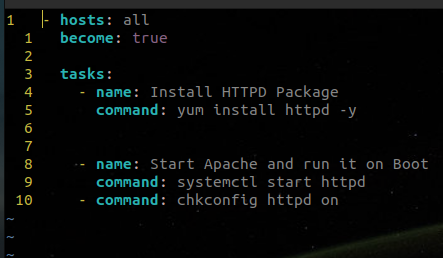 1   - hosts: all
  1   become: true
  2
  3   tasks:
  4     - name: Install HTTPD Package
  5       command: yum install httpd -y
  6
  7
  8     - name: Start Apache and run it on Boot
  9       command: systemctl start httpd
 10     - command: chkconfig httpd on
~
~
~